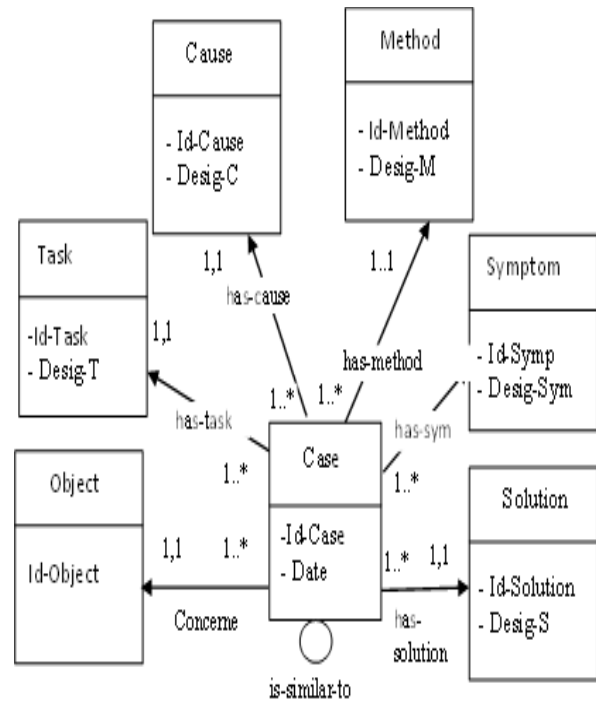 Cause
- Id-Cause
- Desig-C
Method
- Id-Method
- Desig-M
Task
-Id-Task
- Desig-T
1,1
1,1
has-cause
1..1
has-method
Symptom
- Id-Symp
- Desig-Sym
has-task
1..*
1..*
1..*
has-sym
1..*
Object
Id-Object
1,1
1..*
Concerne
Case
-Id-Case
- Date
1..*
1,1
has-
solution
Solution
- Id-Solution
- Desig-S
is-similar-to